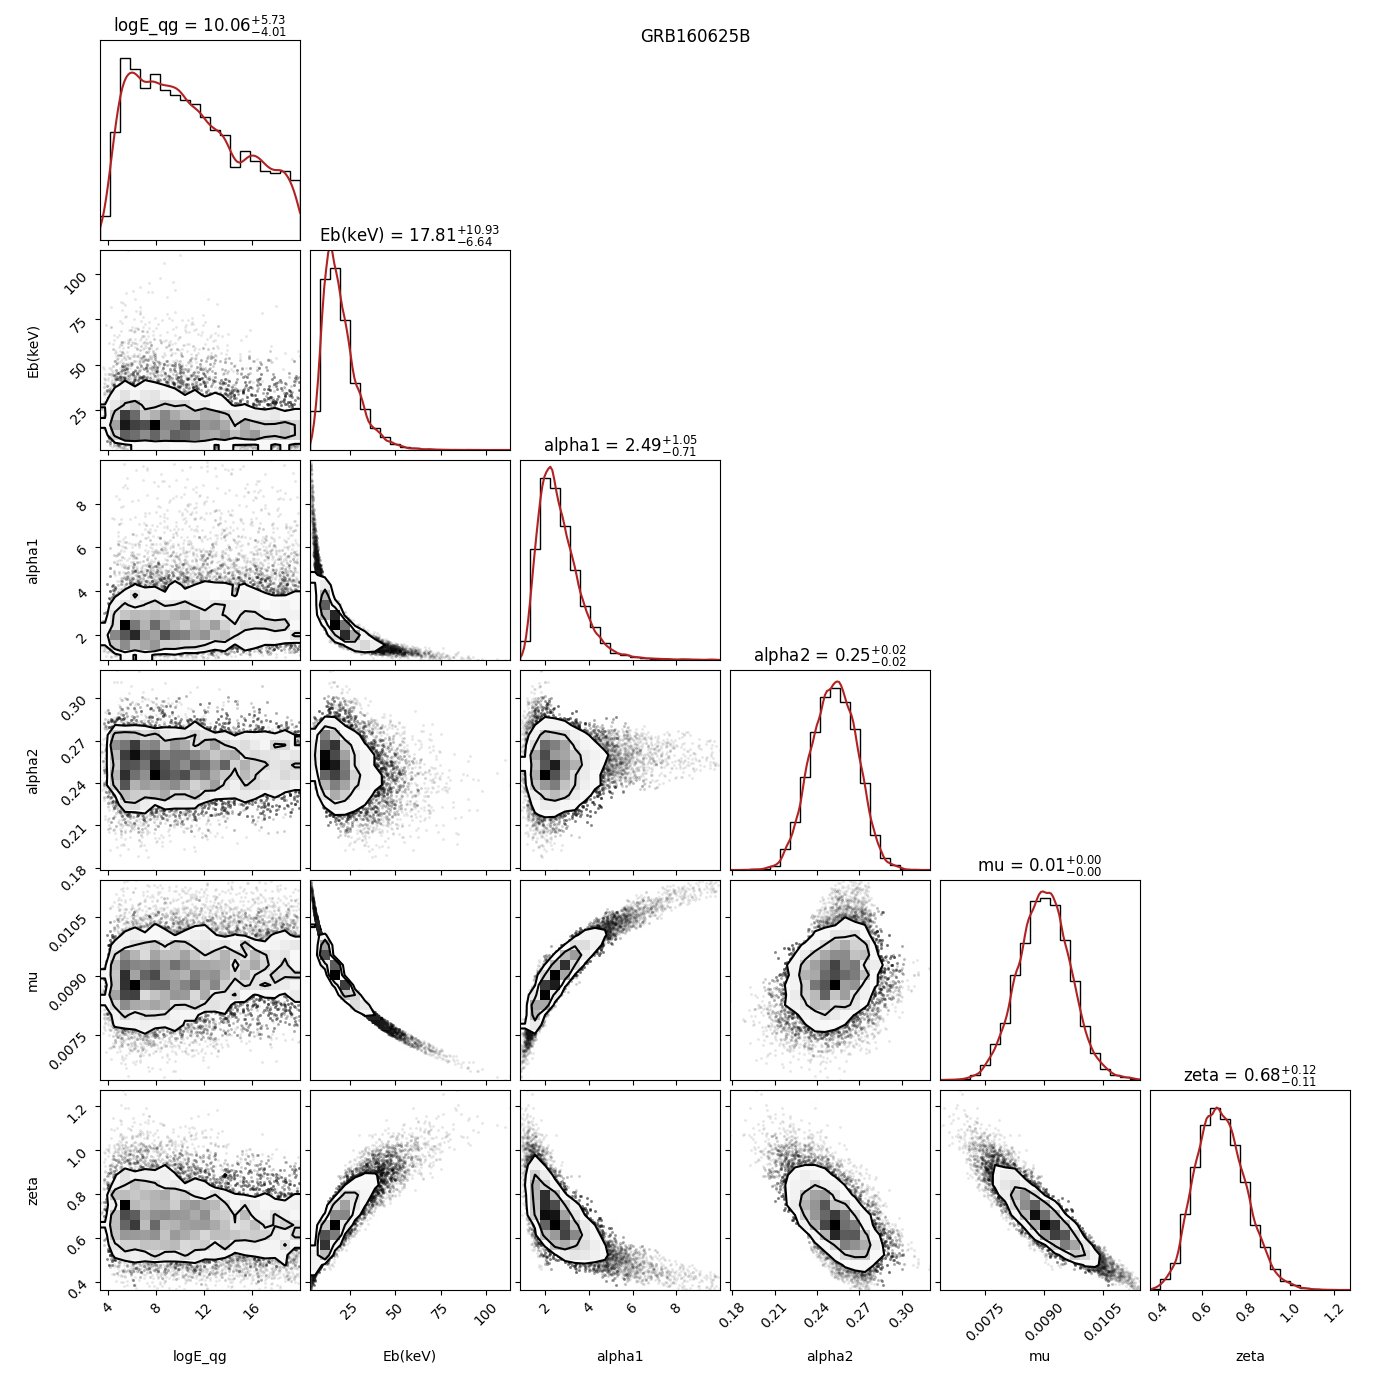 GRB160625B
logE_qg = 10.06 +5.73 −4.01
Eb(keV) = 17.81 +10.93 −6.64
100
75
50
25
Eb(keV)
alpha1 = 2.49 +1.05 −0.71
8
6
4
2
alpha1
alpha2 = 0.25 +0.02 −0.02
0.30
0.27
0.24
0.21
0.18
alpha2
mu = 0.01 +0.00 −0.00
0.0105
0.0090
0.0075
mu
zeta = 0.68 +0.12 −0.11
1.2
1.0
0.8
0.6
0.4
zeta
4 8 12 16
25 50 75 100
2 4 6 8
0.18 0.21 0.24 0.27 0.30
0.0075 0.0090 0.0105
0.4 0.6 0.8 1.0 1.2
logE_qg
Eb(keV)
alpha1
alpha2
mu
zeta